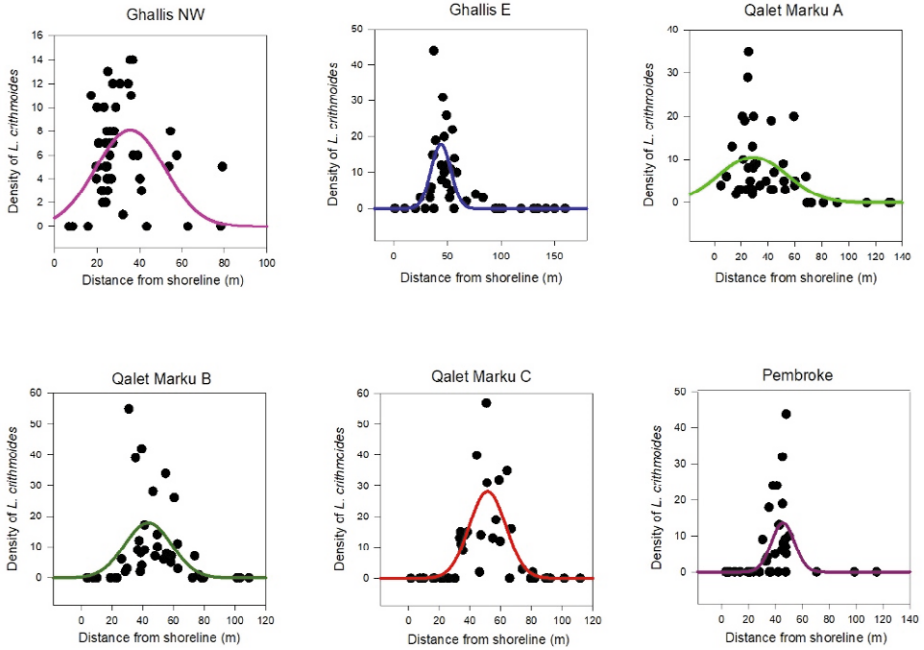 Ghallis NW
Density of L. crithmoides
16
14
12
10
8
6
4
2
0
0 20 40 60 80 100
Distance from shoreline (m)
Ghallis E
Density of L. crithmoides
50
40
30
20
10
0
0 50 100 150
Distance from shoreline (m)
Qalet Marku A
Density of L. crithmoides
40
30
20
10
0
0 20 40 60 80 100 120 140
Distance from shoreline (m)
Qalet Marku B
Density of L. crithmoides
60
50
40
30
20
10
0
0 20 40 60 80 100 120
Distance from shoreline (m)
Qalet Marku C
Density of L. crithmoides
60
50
40
30
20
10
0
0 20 40 60 80 100 120
Distance from shoreline (m)
Pembroke
Density of L. crithmoides
50
40
30
20
10
0
0 20 40 60 80 100 120 140
Distance from shoreline (m)